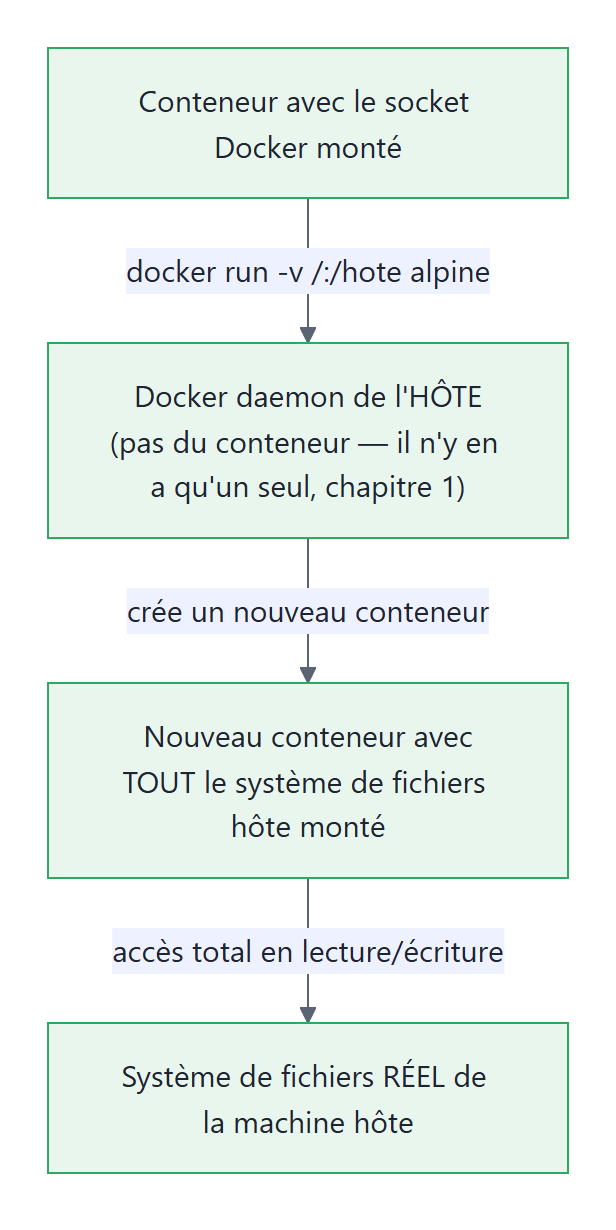 Conteneur avec le socket
Docker monté
docker run -v /:/hote alpine
Docker daemon de l'HÔTE
(pas du conteneur — il n'y en
a qu'un seul, chapitre 1)
crée un nouveau conteneur
Nouveau conteneur avec
TOUT le système de fichiers
hôte monté
accès total en lecture/écriture
Système de fichiers RÉEL de
la machine hôte